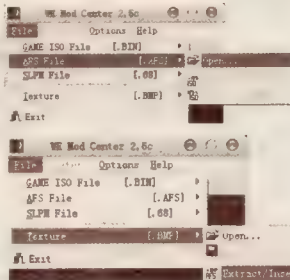 WE Mod Center 2.6c
File Options Help
GAME ISO File [.BIN]
AFS File [.AFS] Open...
SLPM File [.68]
Texture [.BMP]
Exit
WE Mod Center 2.6c
File Options Help
GAME ISO File [.BIN]
AFS File [.AFS]
SLPM File [.68]
Texture [.BMP] Open...
Exit